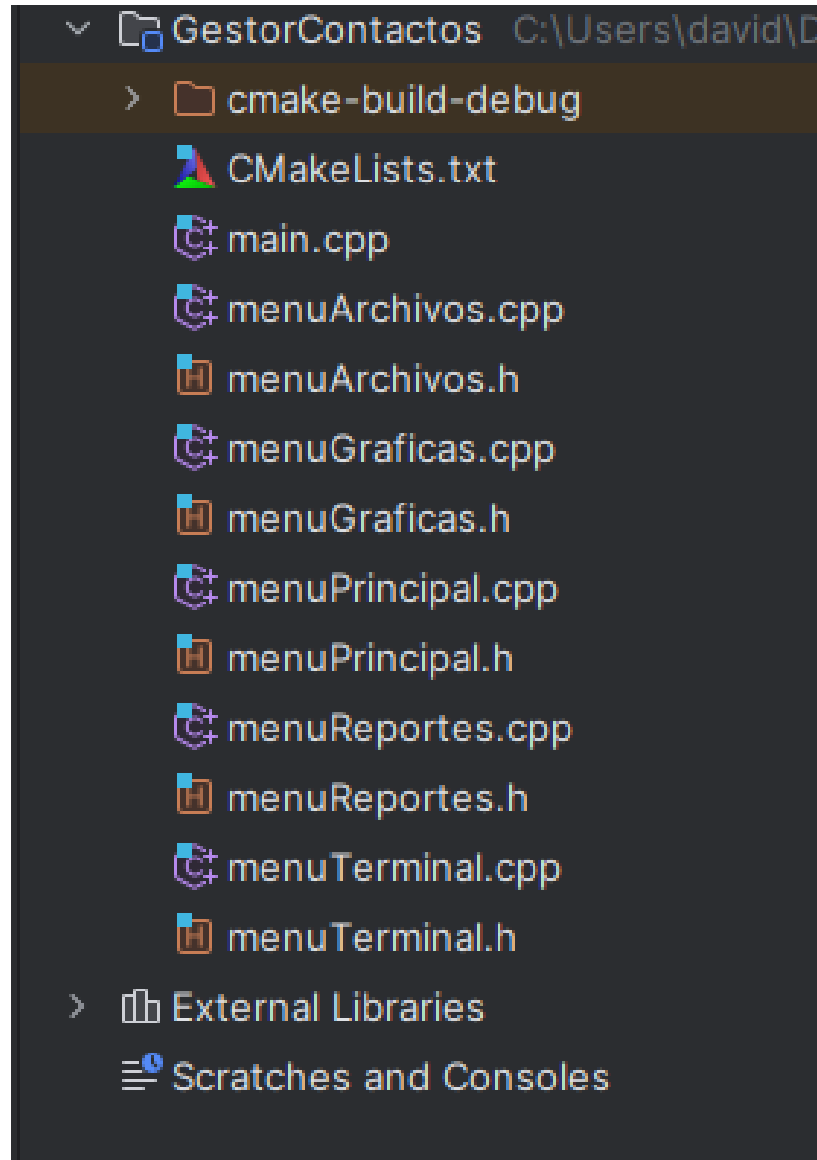 GestorContactos C:\Users\david\D
cmake-build-debug
CMakeLists.txt
main.cpp
menuArchivos.cpp
menuArchivos.h
menuGraficas.cpp
menuGraficas.h
menuPrincipal.cpp
menuPrincipal.h
menuReportes.cpp
menuReportes.h
menuTerminal.cpp
menuTerminal.h
External Libraries
Scratches and Consoles